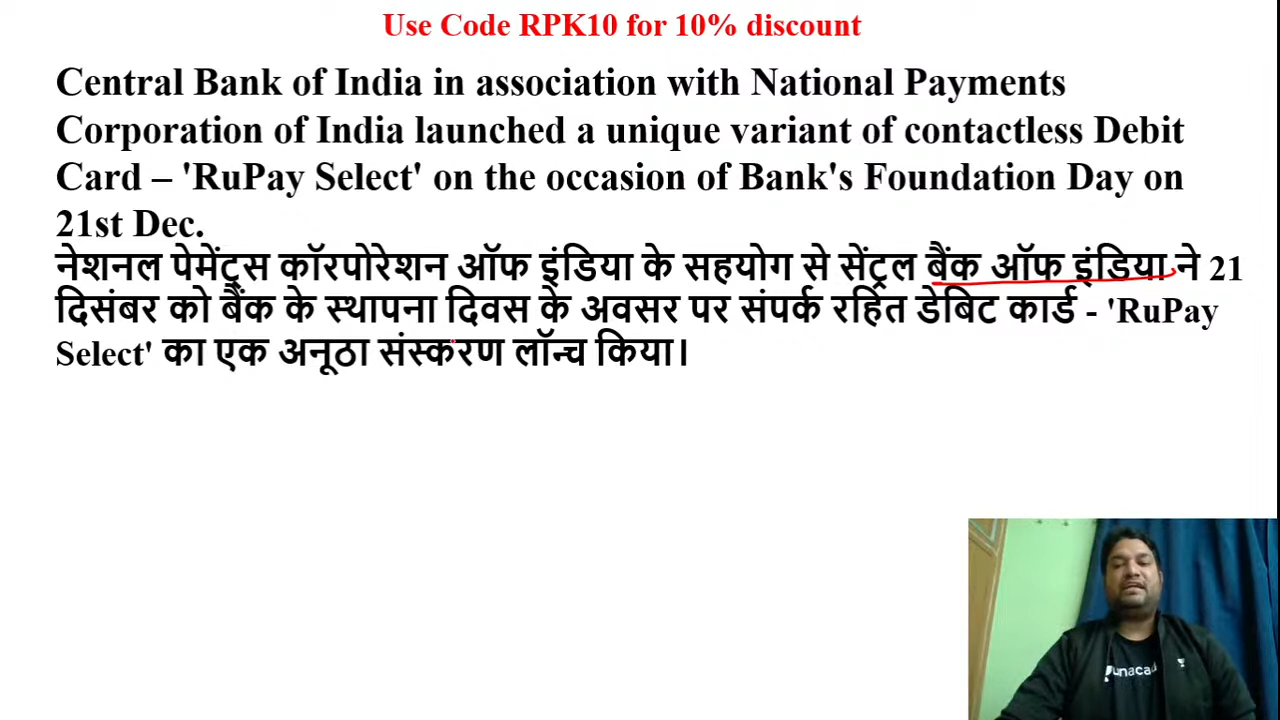 Use Code RPK10 for 10% discount
Central Bank of India in association with National Payments
Corporation of India launched a unique variant of contactless Debit
Card – 'RuPay Select' on the occasion of Bank's Foundation Day on
21st Dec.
नेशनल पेमेंट्स कॉरपोरेशन ऑफ इंडिया के सहयोग से सेंट्रल बैंक ऑफ इंडिया ने 21
दिसंबर को बैंक के स्थापना दिवस के अवसर पर संपर्क रहित डेबिट कार्ड - 'RuPay
Select' का एक अनूठा संस्करण लॉन्च किया।
unacad